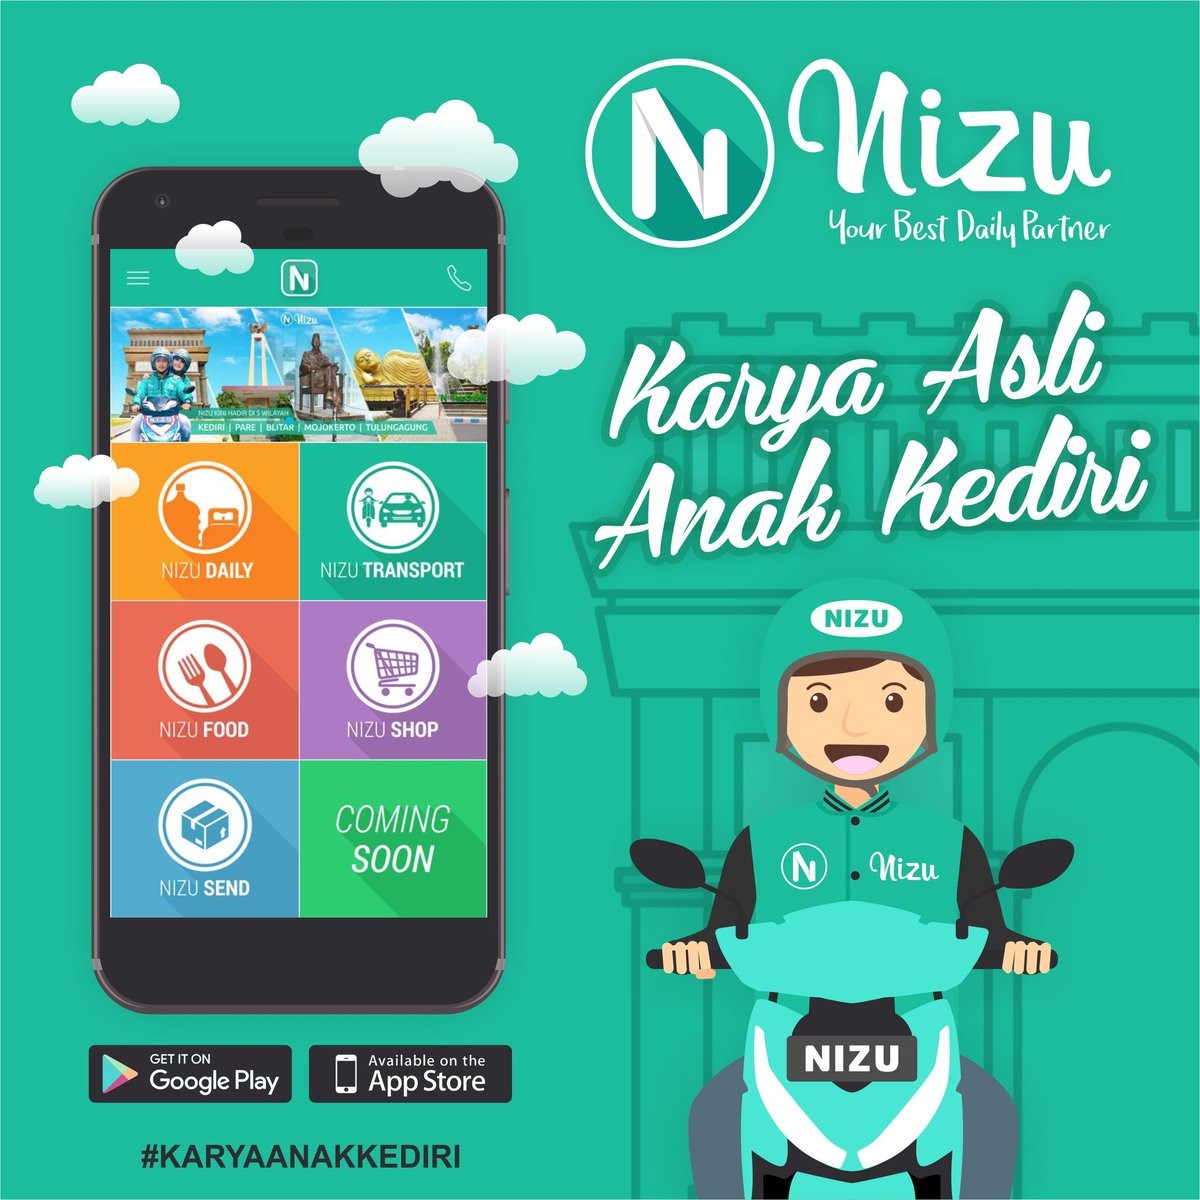 Nizu
Your Best Daily Partner
Karya Asli
Anak Kediri
N
Nizu
NIZU KINI HADIR DI 5 WILAYAH
KEDIRI | PARE | BLITAR | MOJOKERTO | TULUNGAGUNG
NIZU DAILY
NIZU TRANSPORT
NIZU FOOD
NIZU SHOP
NIZU SEND
COMING
SOON
NIZU
N Nizu
NIZU
GET IT ON
Google Play
Available on the
App Store
#KARYAANAKKEDIRI